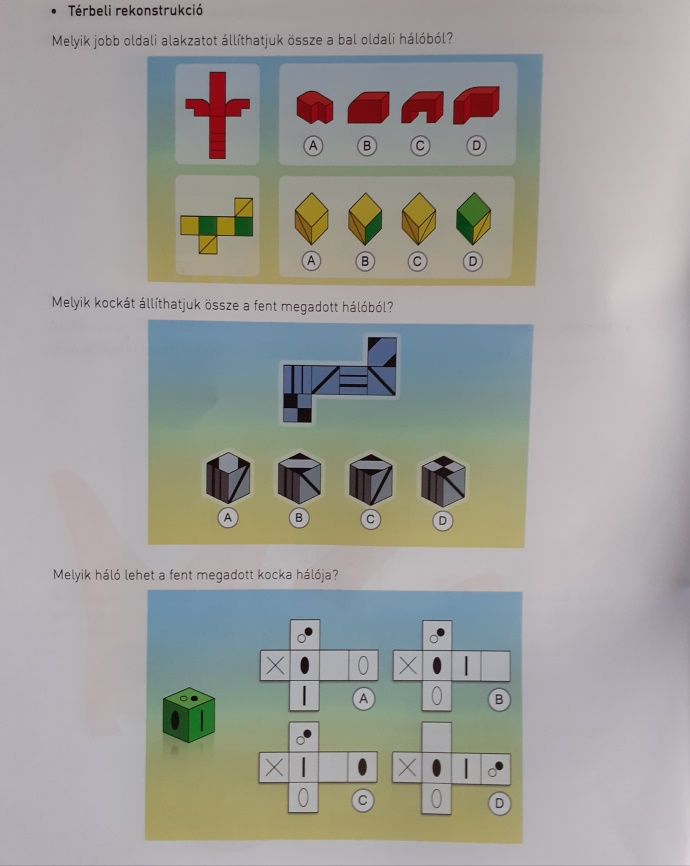 • Térbeli rekonstrukció
Melyik jobb oldali alakzatot állíthatjuk össze a bal oldali hálóból?
A B C D
A B C D
Melyik kockát állíthatjuk össze a fent megadott hálóból?
A B C D
Melyik háló lehet a fent megadott kocka hálója?
A B
C D